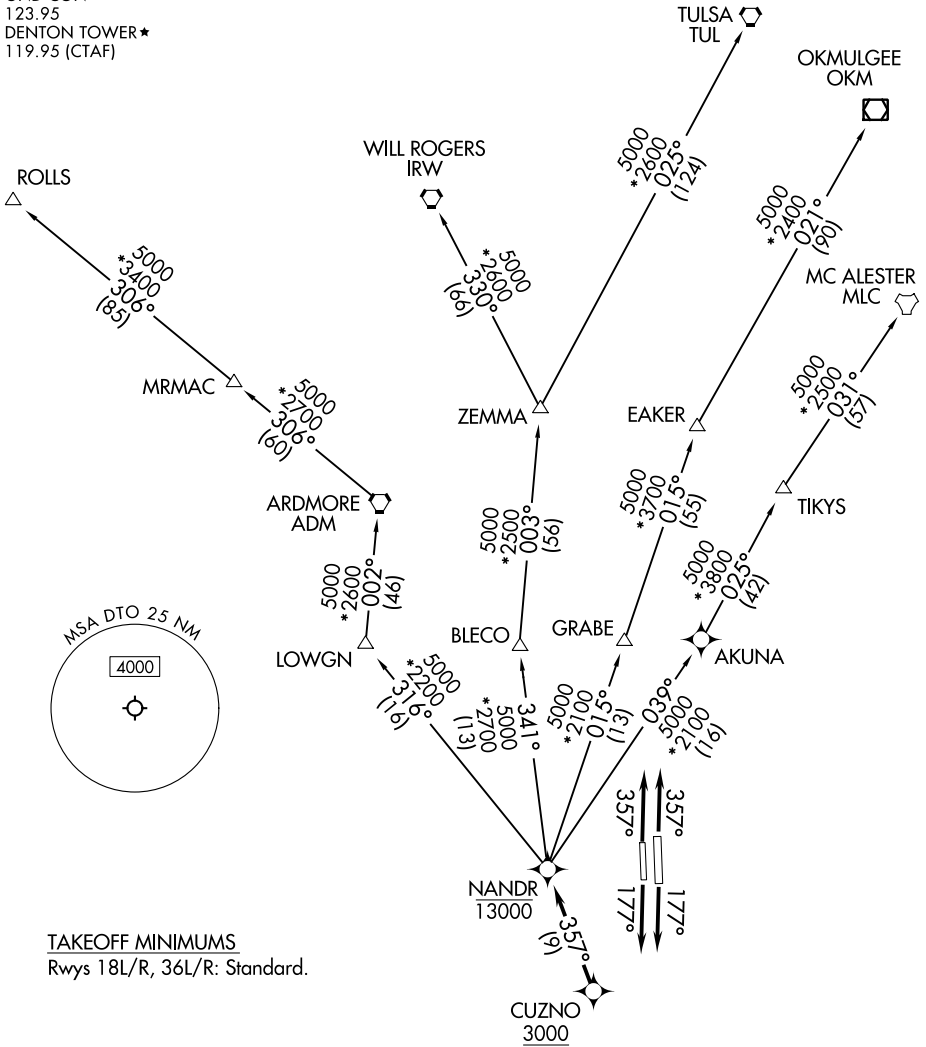 123.95
DENTON TOWER★
119.95 (CTAF)
TULSA
TUL
OKMULGEE
OKM
WILL ROGERS
IRW
ROLLS
5000
*2600
025°
(124)
5000
*2400
021°
(90)
MC ALESTER
MLC
5000
*3400
306°
(85)
5000
*2600
330°
(66)
MRMAC
5000
*2700
306°
(60)
ZEMMA
EAKER
5000
*2500
031°
(57)
ARDMORE
ADM
TIKYS
5000
*2500
003°
(56)
5000
*3700
015°
(55)
5000
*2600
002°
(46)
5000
*3800
025°
(42)
MSA DTO 25 NM
4000
LOWGN
BLECO
GRABE
AKUNA
5000
*2200
316°
(16)
341°
5000
*2700
(13)
5000
*2100
015°
(13)
039°
5000
*2100
(16)
357°
357°
177°
177°
NANDR
13000
357°
(9)
TAKEOFF MINIMUMS
Rwys 18L/R, 36L/R: Standard.
CUZNO
3000